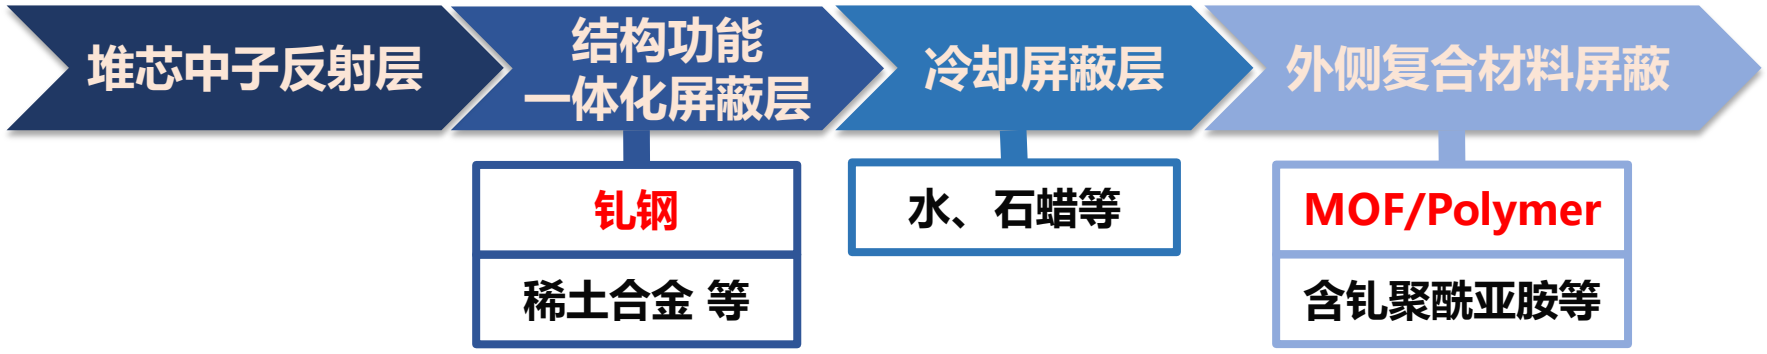 堆芯中子反射层
结构功能
一体化屏蔽层
冷却屏蔽层
外侧复合材料屏蔽
钆钢
稀土合金 等
水、石蜡等
MOF/Polymer
含钆聚酰亚胺等